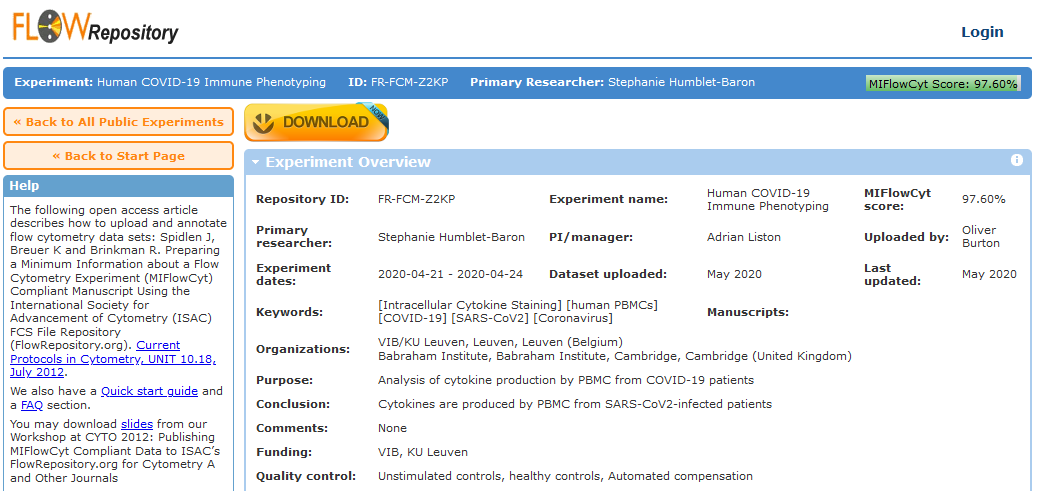 FLOWRepository
Login
Experiment: Human COVID-19 Immune Phenotyping ID: FR-FCM-Z2KP Primary Researcher: Stephanie Humblet-Baron MIFlowCyt Score: 97.60%
« Back to All Public Experiments
« Back to Start Page
Help
The following open access article
describes how to upload and annotate
flow cytometry data sets: Spidlen J,
Breuer K and Brinkman R. Preparing
a Minimum Information about a Flow
Cytometry Experiment (MIFlowCyt)
Compliant Manuscript Using the
International Society for
Advancement of Cytometry (ISAC)
FCS File Repository
(FlowRepository.org). Current
Protocols in Cytometry, UNIT 10.18,
July 2012.
We also have a Quick start guide and
a FAQ section.
You may download slides from our
Workshop at CYTO 2012: Publishing
MIFlowCyt Compliant Data to ISAC's
FlowRepository.org for Cytometry A
and Other Journals
DOWNLOAD NOW
Experiment Overview
Repository ID: FR-FCM-Z2KP Experiment name: Human COVID-19
Immune Phenotyping MIFlowCyt
score: 97.60%
Primary
researcher: Stephanie Humblet-Baron PI/manager: Adrian Liston Uploaded by: Oliver
Burton
Experiment
dates: 2020-04-21 - 2020-04-24 Dataset uploaded: May 2020 Last
updated: May 2020
Keywords: [Intracellular Cytokine Staining] [human PBMCs]
[COVID-19] [SARS-CoV2] [Coronavirus] Manuscripts:
Organizations: VIB/KU Leuven, Leuven, Leuven (Belgium)
Babraham Institute, Babraham Institute, Cambridge, Cambridge (United Kingdom)
Purpose: Analysis of cytokine production by PBMC from COVID-19 patients
Conclusion: Cytokines are produced by PBMC from SARS-CoV2-infected patients
Comments: None
Funding: VIB, KU Leuven
Quality control: Unstimulated controls, healthy controls, Automated compensation